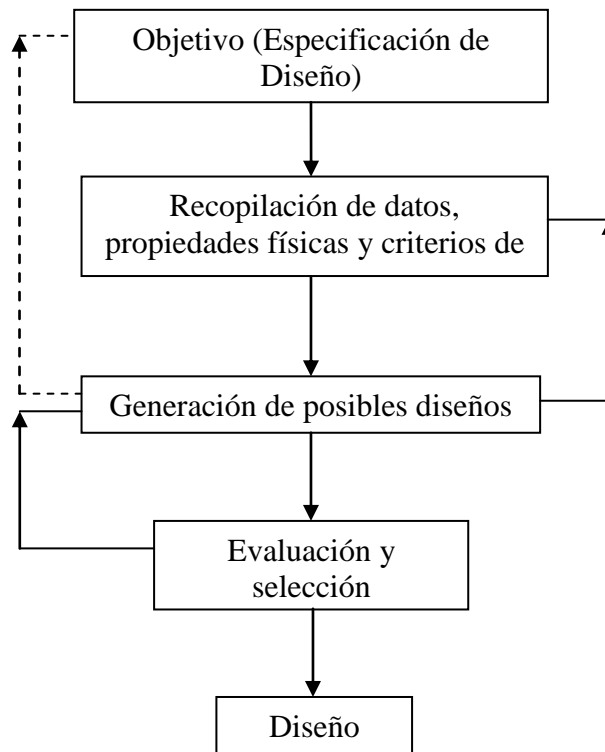 Objetivo (Especificación de
Diseño)
Recopilación de datos,
propiedades físicas y criterios de
Generación de posibles diseños
Evaluación y
selección
Diseño